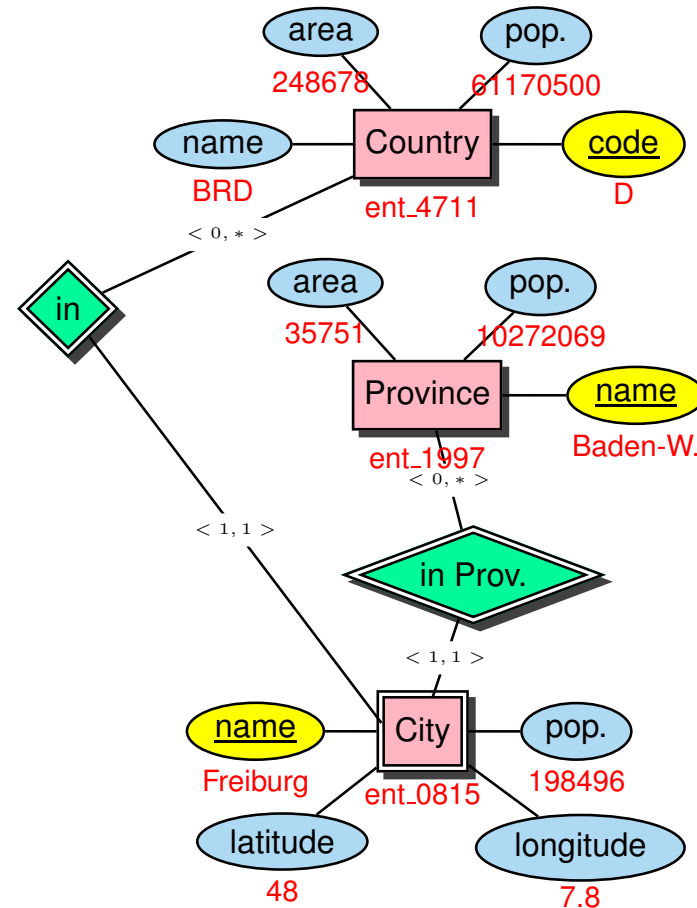 area
pop.
248678
61170500
name
Country
code
BRD
ent_4711
D
< 0, * >
in
area
pop.
35751
10272069
Province
name
ent_1997
Baden-W.
< 0, * >
< 1, 1 >
in Prov.
< 1, 1 >
name
City
pop.
Freiburg
ent_0815
198496
latitude
longitude
48
7.8